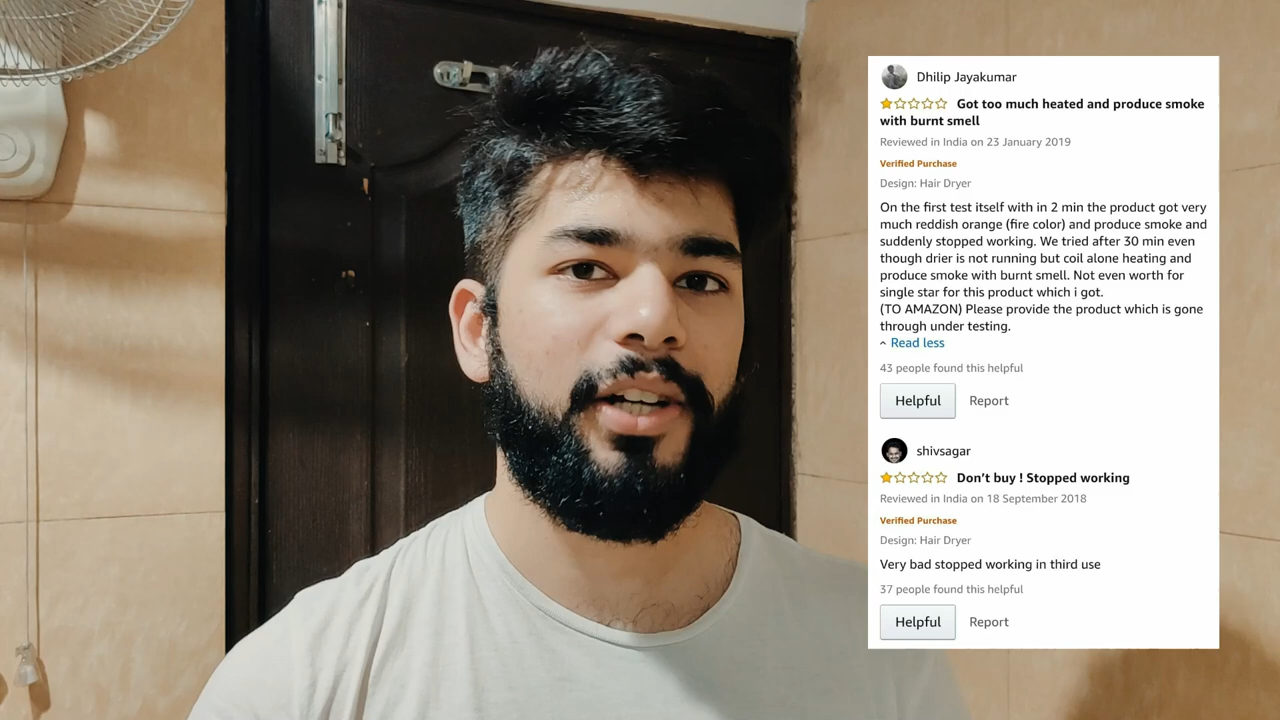 Dhilip Jayakumar
Got too much heated and produce smoke
with burnt smell
Reviewed in India on 23 January 2019
Verified Purchase
Design: Hair Dryer
On the first test itself with in 2 min the product got very
much reddish orange (fire color) and produce smoke and
suddenly stopped working. We tried after 30 min even
though drier is not running but coil alone heating and
produce smoke with burnt smell. Not even worth for
single star for this product which i got.
(TO AMAZON) Please provide the product which is gone
through under testing.
Read less
43 people found this helpful
Helpful Report
shivsagar
Don’t buy ! Stopped working
Reviewed in India on 18 September 2018
Verified Purchase
Design: Hair Dryer
Very bad stopped working in third use
37 people found this helpful
Helpful Report